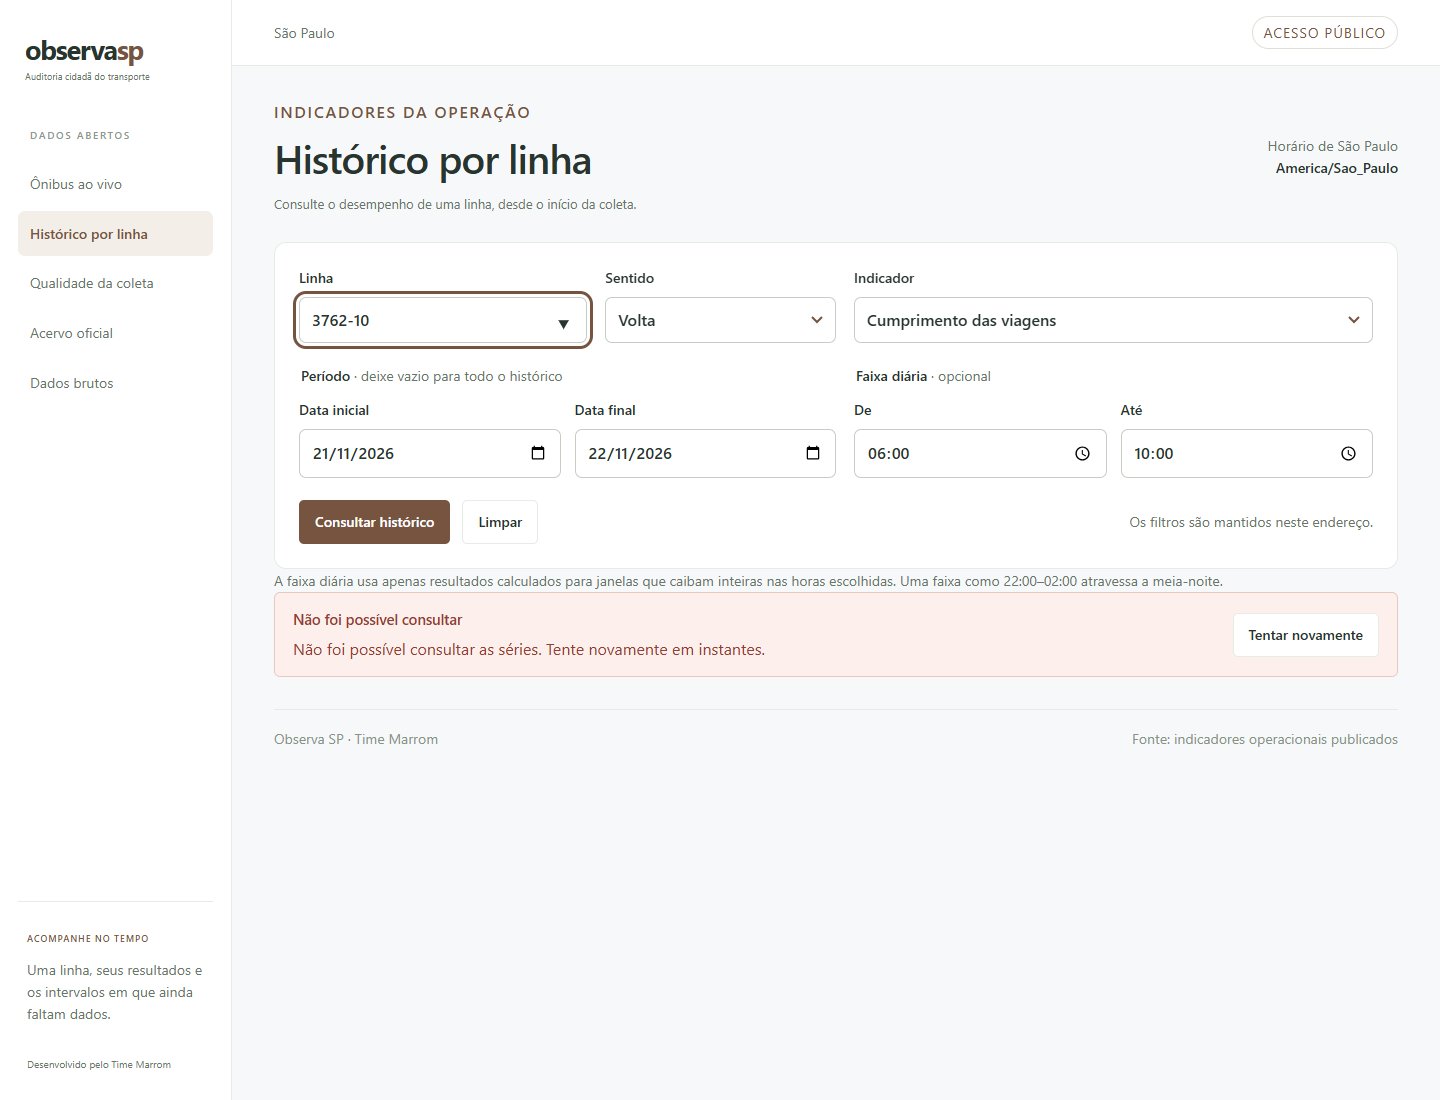 observasp
Auditoria cidadã do transporte
DADOS ABERTOS
Ônibus ao vivo
Histórico por linha
Qualidade da coleta
Acervo oficial
Dados brutos
ACOMPANHE NO TEMPO
Uma linha, seus resultados e
os intervalos em que ainda
faltam dados.
Desenvolvido pelo Time Marrom
São Paulo
ACESSO PÚBLICO
INDICADORES DA OPERAÇÃO
Histórico por linha
Consulte o desempenho de uma linha, desde o início da coleta.
Horário de São Paulo
America/Sao_Paulo
Linha
3762-10
Sentido
Volta
Indicador
Cumprimento das viagens
Período · deixe vazio para todo o histórico
Data inicial
21/11/2026
Data final
22/11/2026
Faixa diária · opcional
De
06:00
Até
10:00
Consultar histórico
Limpar
Os filtros são mantidos neste endereço.
A faixa diária usa apenas resultados calculados para janelas que caibam inteiras nas horas escolhidas. Uma faixa como 22:00–02:00 atravessa a meia-noite.
Não foi possível consultar
Não foi possível consultar as séries. Tente novamente em instantes.
Tentar novamente
Observa SP · Time Marrom
Fonte: indicadores operacionais publicados